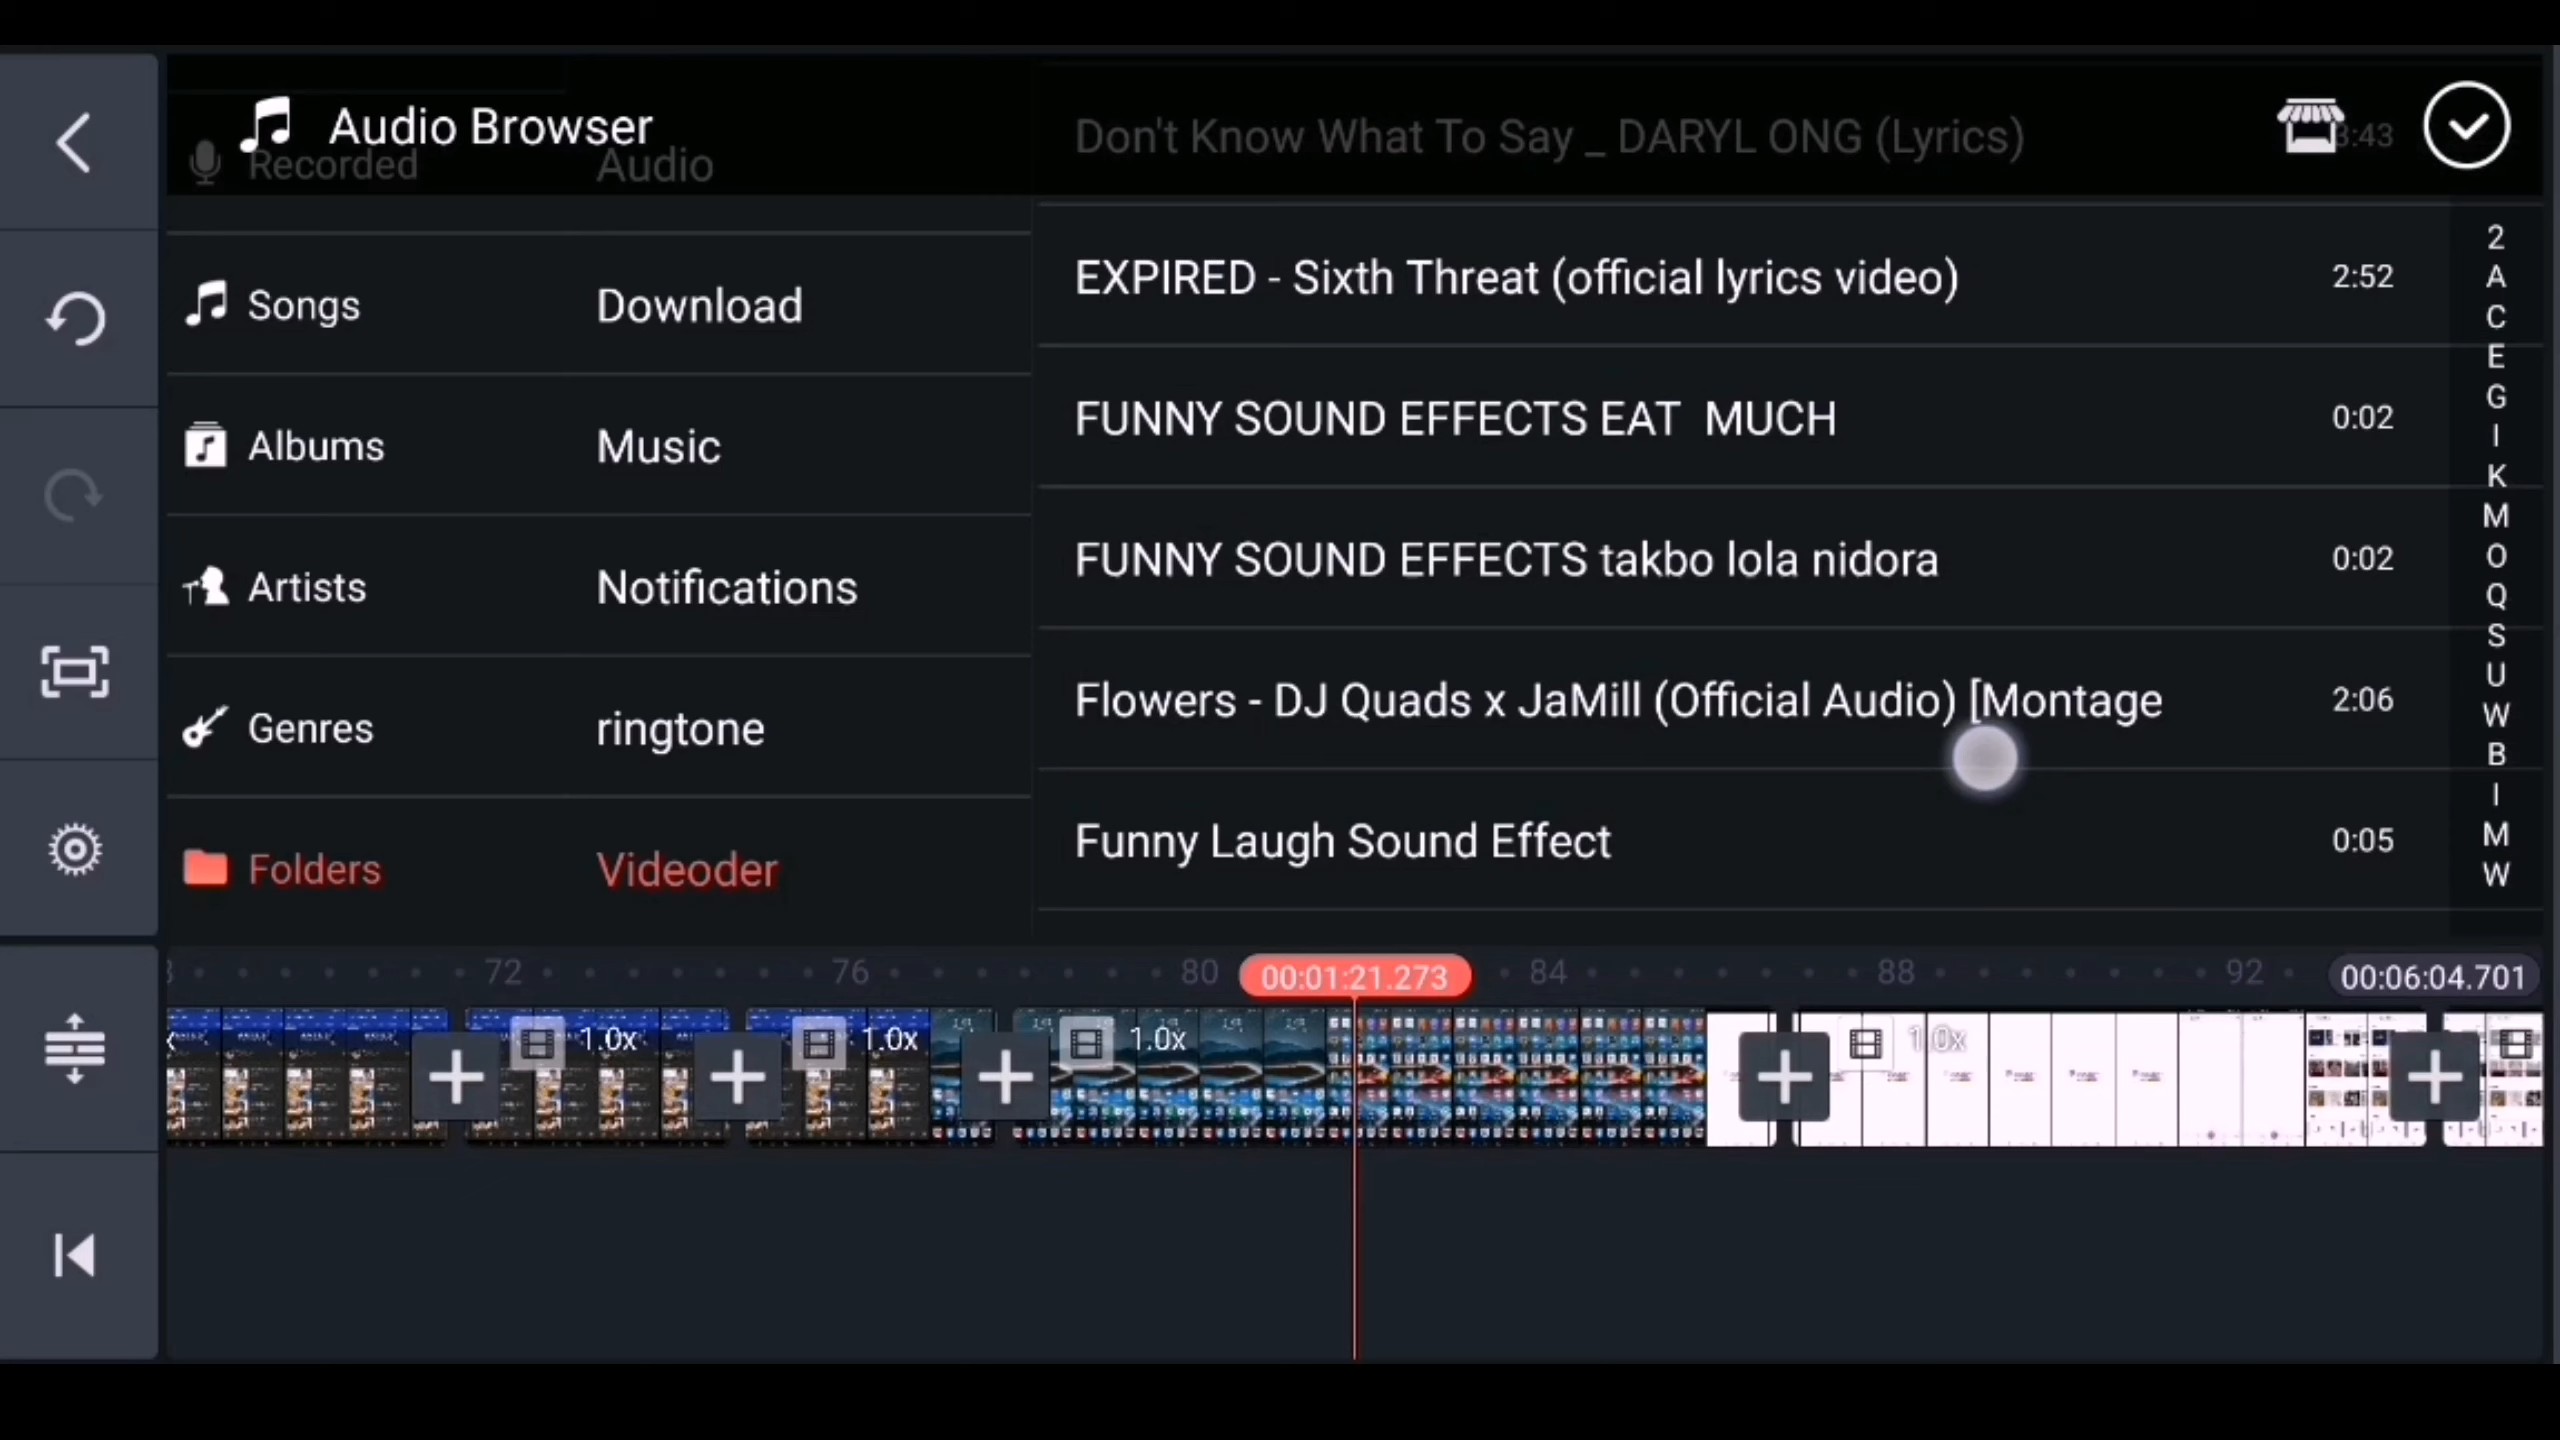 Audio Browser
Recorded
Audio
Songs
Download
Albums
Music
Artists
Notifications
Genres
ringtone
Folders
Videoder
Don't Know What To Say _ DARYL ONG (Lyrics)
3:43
EXPIRED - Sixth Threat (official lyrics video)
2:52
FUNNY SOUND EFFECTS EAT  MUCH
0:02
FUNNY SOUND EFFECTS takbo lola nidora
0:02
Flowers - DJ Quads x JaMill (Official Audio) [Montage
2:06
Funny Laugh Sound Effect
0:05
2
A
C
E
G
I
K
M
O
Q
S
U
W
B
I
M
W
72
76
80
00:01:21.273
84
88
92
00:06:04.701
1.0x
1.0x
1.0x
1.0x